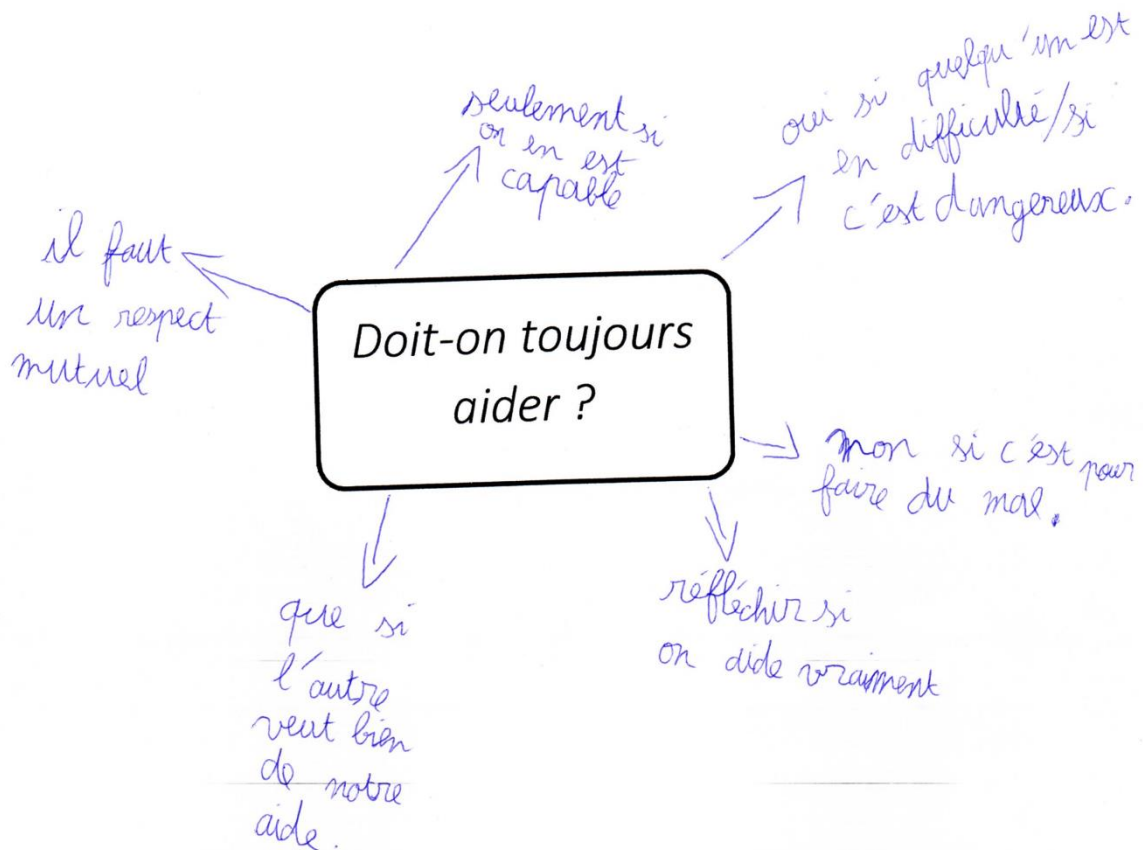 seulement si
on en est
capable
oui si quelqu'un est
en difficulté/si
c'est dangereux.
il faut
un respect
mutuel
Doit-on toujours
aider ?
non si c'est pour
faire du mal.
réfléchir si
on aide vraiment
que si
l'autre
veut bien
de notre
aide.